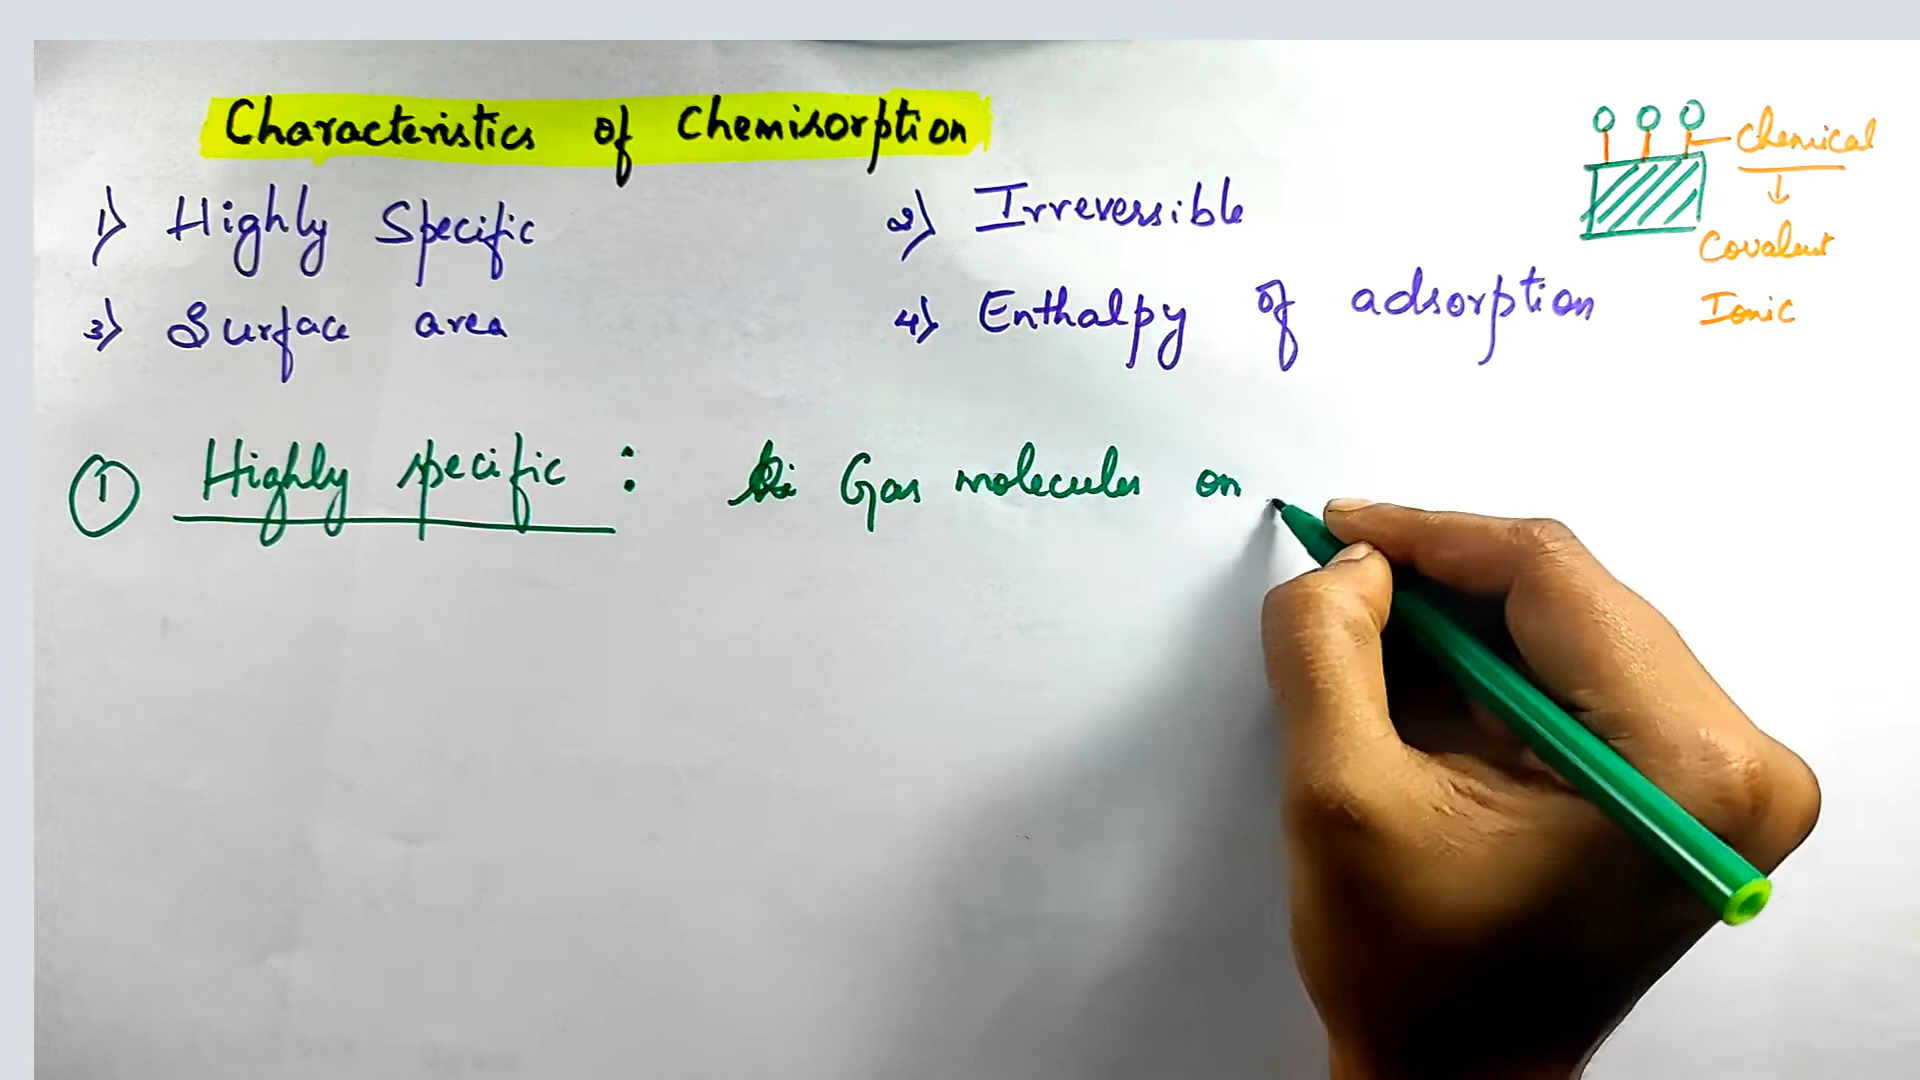 Characteristics of Chemisorption
1) Highly Specific
2) Irreversible
3) Surface area
4) Enthalpy of adsorption
Chemical
↓
Covalent
Ionic
① Highly specific : Gas molecules on